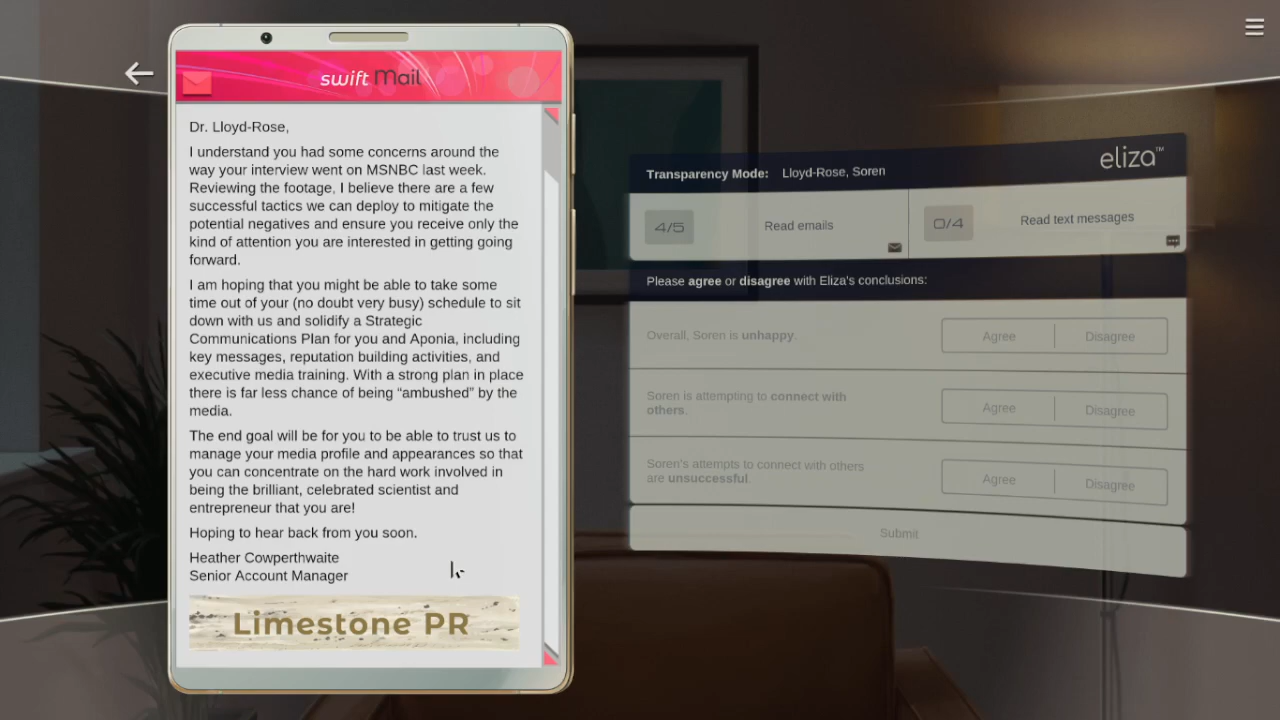 swift Mail
Dr. Lloyd-Rose,
I understand you had some concerns around the
way your interview went on MSNBC last week.
Reviewing the footage, I believe there are a few
successful tactics we can deploy to mitigate the
potential negatives and ensure you receive only the
kind of attention you are interested in getting going
forward.
I am hoping that you might be able to take some
time out of your (no doubt very busy) schedule to sit
down with us and solidify a Strategic
Communications Plan for you and Aponia, including
key messages, reputation building activities, and
executive media training. With a strong plan in place
there is far less chance of being “ambushed” by the
media.
The end goal will be for you to be able to trust us to
manage your media profile and appearances so that
you can concentrate on the hard work involved in
being the brilliant, celebrated scientist and
entrepreneur that you are!
Hoping to hear back from you soon.
Heather Cowperthwaite
Senior Account Manager
Limestone PR
eliza™
Transparency Mode: Lloyd-Rose, Soren
4/5 Read emails
0/4 Read text messages
Please agree or disagree with Eliza's conclusions:
Overall, Soren is unhappy.
Agree Disagree
Soren is attempting to connect with
others.
Agree Disagree
Soren's attempts to connect with others
are unsuccessful.
Agree Disagree
Submit